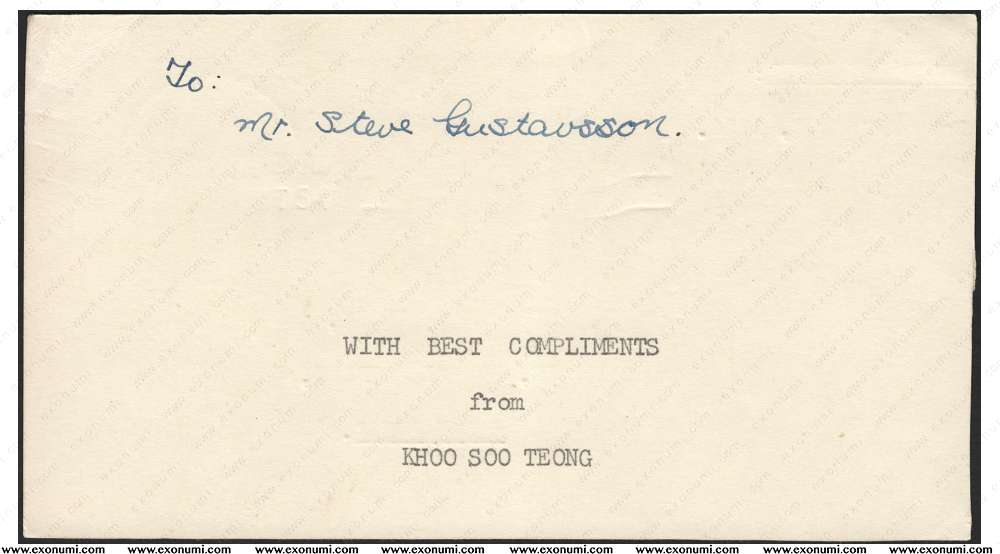 To:
Mr. Steve Gustavsson.
WITH BEST COMPLIMENTS
from
KHOO SOO TEONG
www.exonumi.com www.exonumi.com www.exonumi.com www.exonumi.com www.exonumi.com www.exonumi.com www.exonumi.com www.exonumi.com